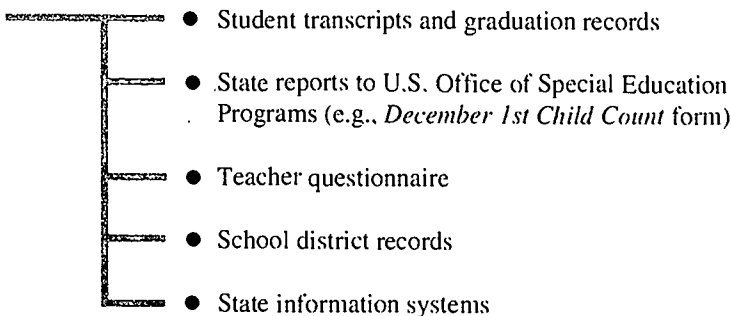 ● Student transcripts and graduation records
● State reports to U.S. Office of Special Education
Programs (e.g., December 1st Child Count form)
● Teacher questionnaire
● School district records
● State information systems